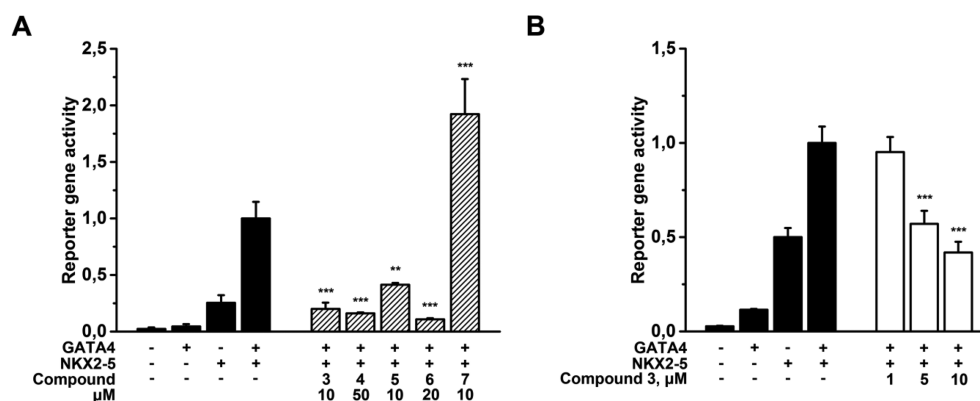 A
B
2,5
2,0
1,5
1,0
0,5
0,0
Reporter gene activity
***
***
**
***
***
GATA4 - + - + + + + + +
NKX2-5 - - + + + + + + +
Compound - - - - 3 4 5 6 7
µM 10 50 10 20 10
1,5
1,0
0,5
0,0
Reporter gene activity
***
***
GATA4 - + - + + + +
NKX2-5 - - + + + + +
Compound 3, µM - - - - 1 5 10